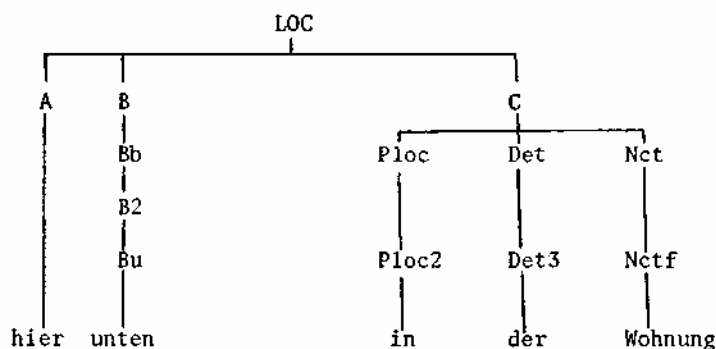 LOC
A B C
Bb Ploc Det Nct
B2
Bu Ploc2 Det3 Nctf
hier unten in der Wohnung